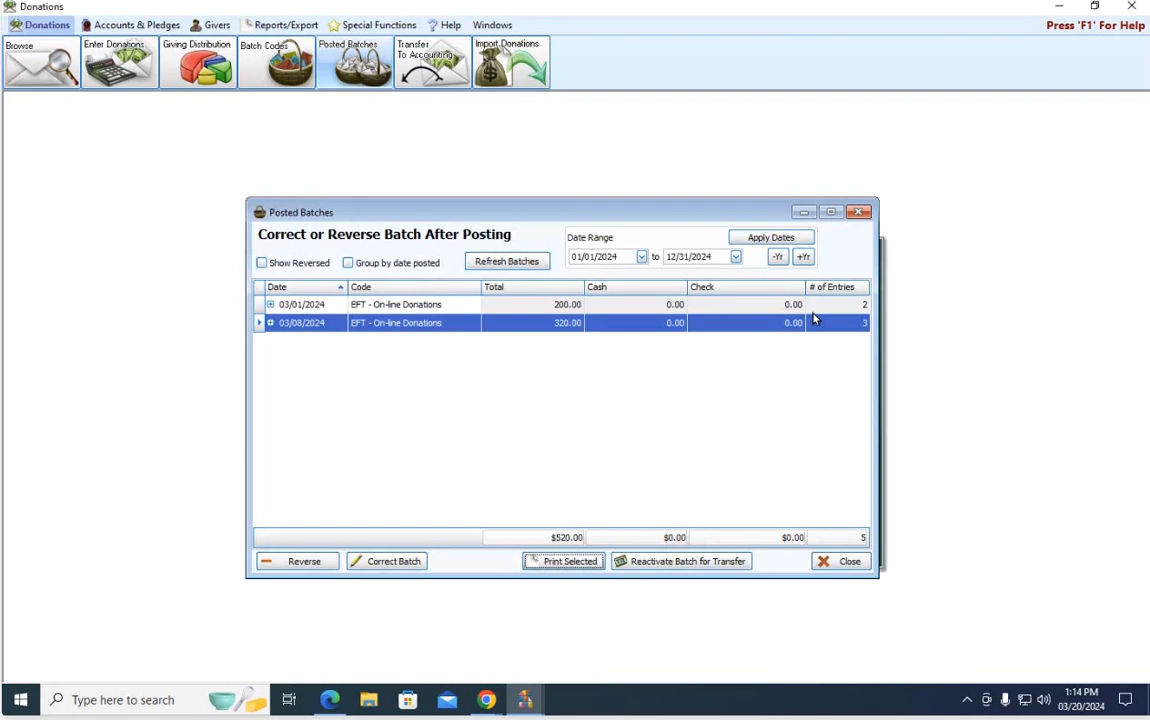 Donations
Donations Accounts & Pledges Givers Reports/Export Special Functions Help Windows Press 'F1' For Help
Browse Enter Donations Giving Distribution Batch Codes Posted Batches Transfer To Accounting Import Donations
Posted Batches
Correct or Reverse Batch After Posting
Date Range Apply Dates
01/01/2024 to 12/31/2024 -Yr +Yr
Show Reversed Group by date posted Refresh Batches
Date Code Total Cash Check # of Entries
03/01/2024 EFT - On-line Donations 200.00 0.00 0.00 2
03/08/2024 EFT - On-line Donations 320.00 0.00 0.00 3
$520.00 $0.00 $0.00 5
Reverse Correct Batch Print Selected Reactivate Batch for Transfer Close
Type here to search
1:14 PM
03/20/2024